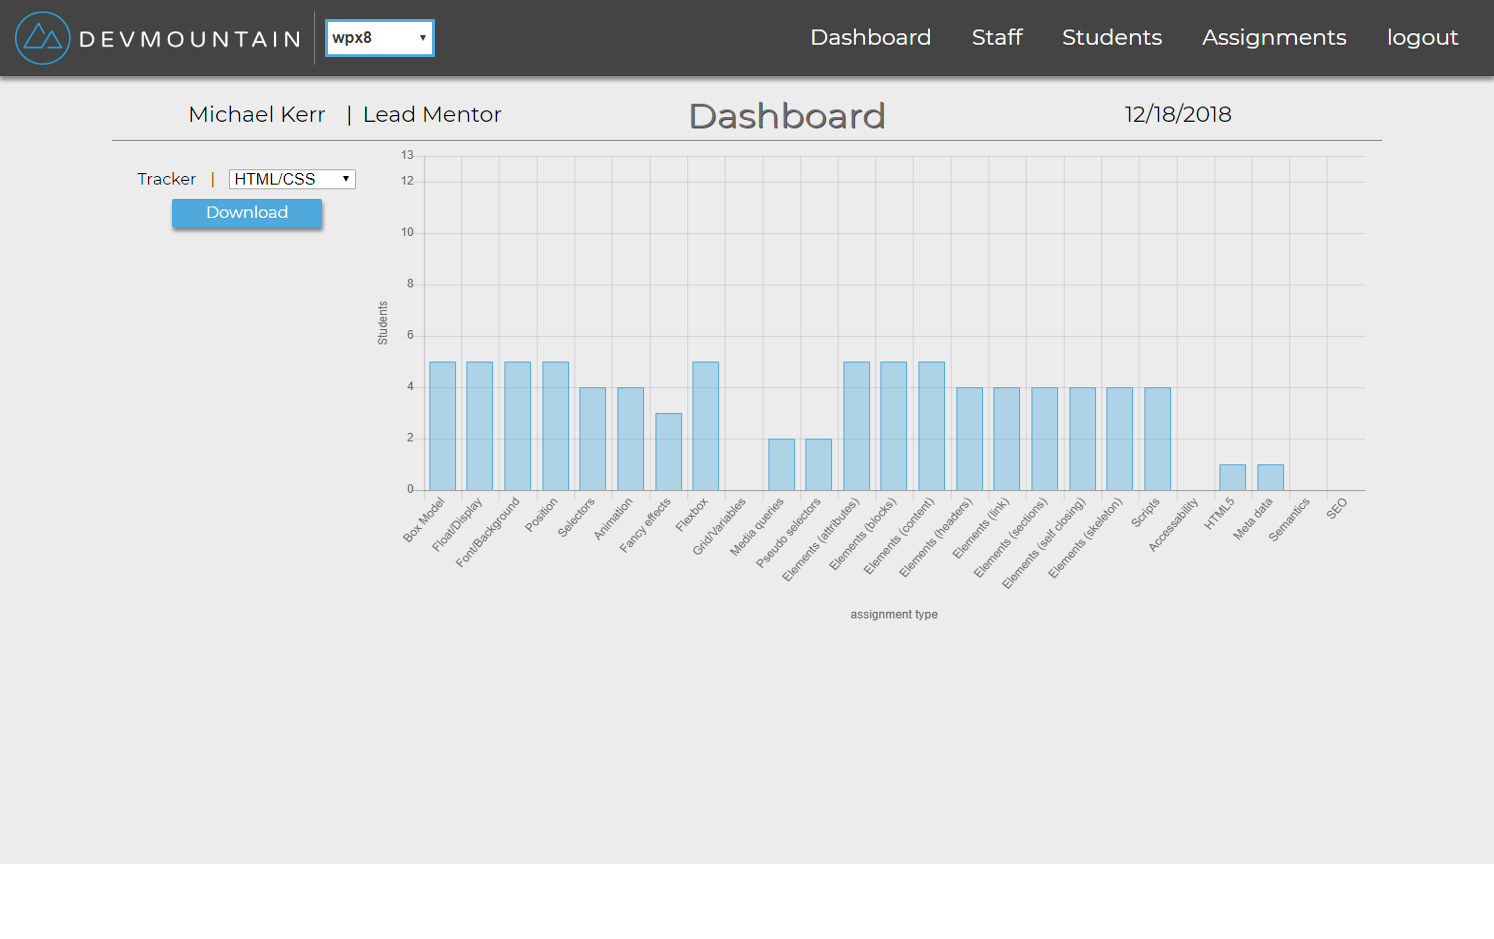 DEVMOUNTAIN
wpx8
Dashboard Staff Students Assignments logout
Michael Kerr | Lead Mentor
Dashboard
12/18/2018
Tracker | HTML/CSS
Download
13
12
10
8
6
4
2
0
Students
Box Model
Float/Display
Font/Background
Position
Selectors
Animation
Fancy effects
Flexbox
Grid/Variables
Media queries
Pseudo selectors
Elements (attributes)
Elements (blocks)
Elements (content)
Elements (headers)
Elements (link)
Elements (sections)
Elements (self closing)
Elements (skeleton)
Scripts
Accessability
HTML5
Meta data
Semantics
SEO
assignment type